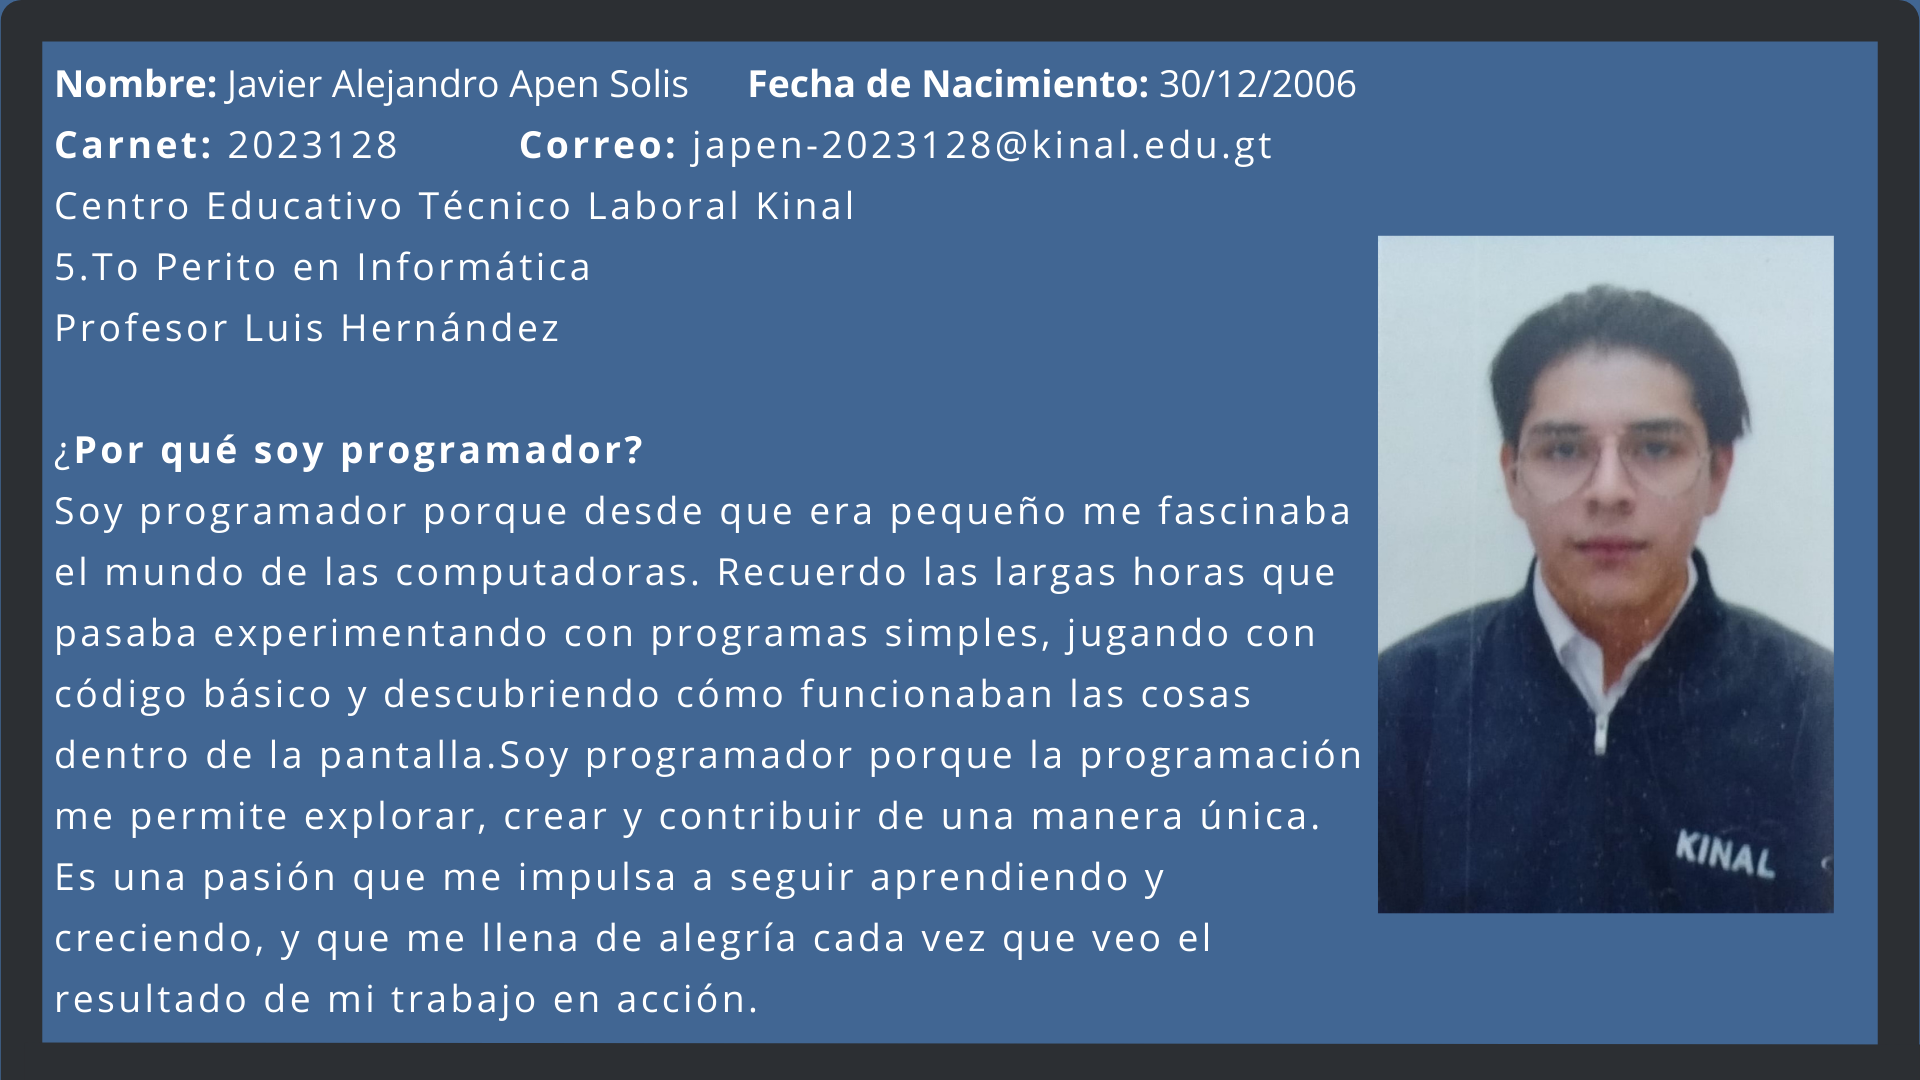 Nombre: Javier Alejandro Apen Solis Fecha de Nacimiento: 30/12/2006
Carnet: 2023128 Correo: japen-2023128@kinal.edu.gt
Centro Educativo Técnico Laboral Kinal
5.To Perito en Informática
Profesor Luis Hernández
¿Por qué soy programador?
Soy programador porque desde que era pequeño me fascinaba
el mundo de las computadoras. Recuerdo las largas horas que
pasaba experimentando con programas simples, jugando con
código básico y descubriendo cómo funcionaban las cosas
dentro de la pantalla.Soy programador porque la programación
me permite explorar, crear y contribuir de una manera única.
Es una pasión que me impulsa a seguir aprendiendo y
creciendo, y que me llena de alegría cada vez que veo el
resultado de mi trabajo en acción.
KINAL